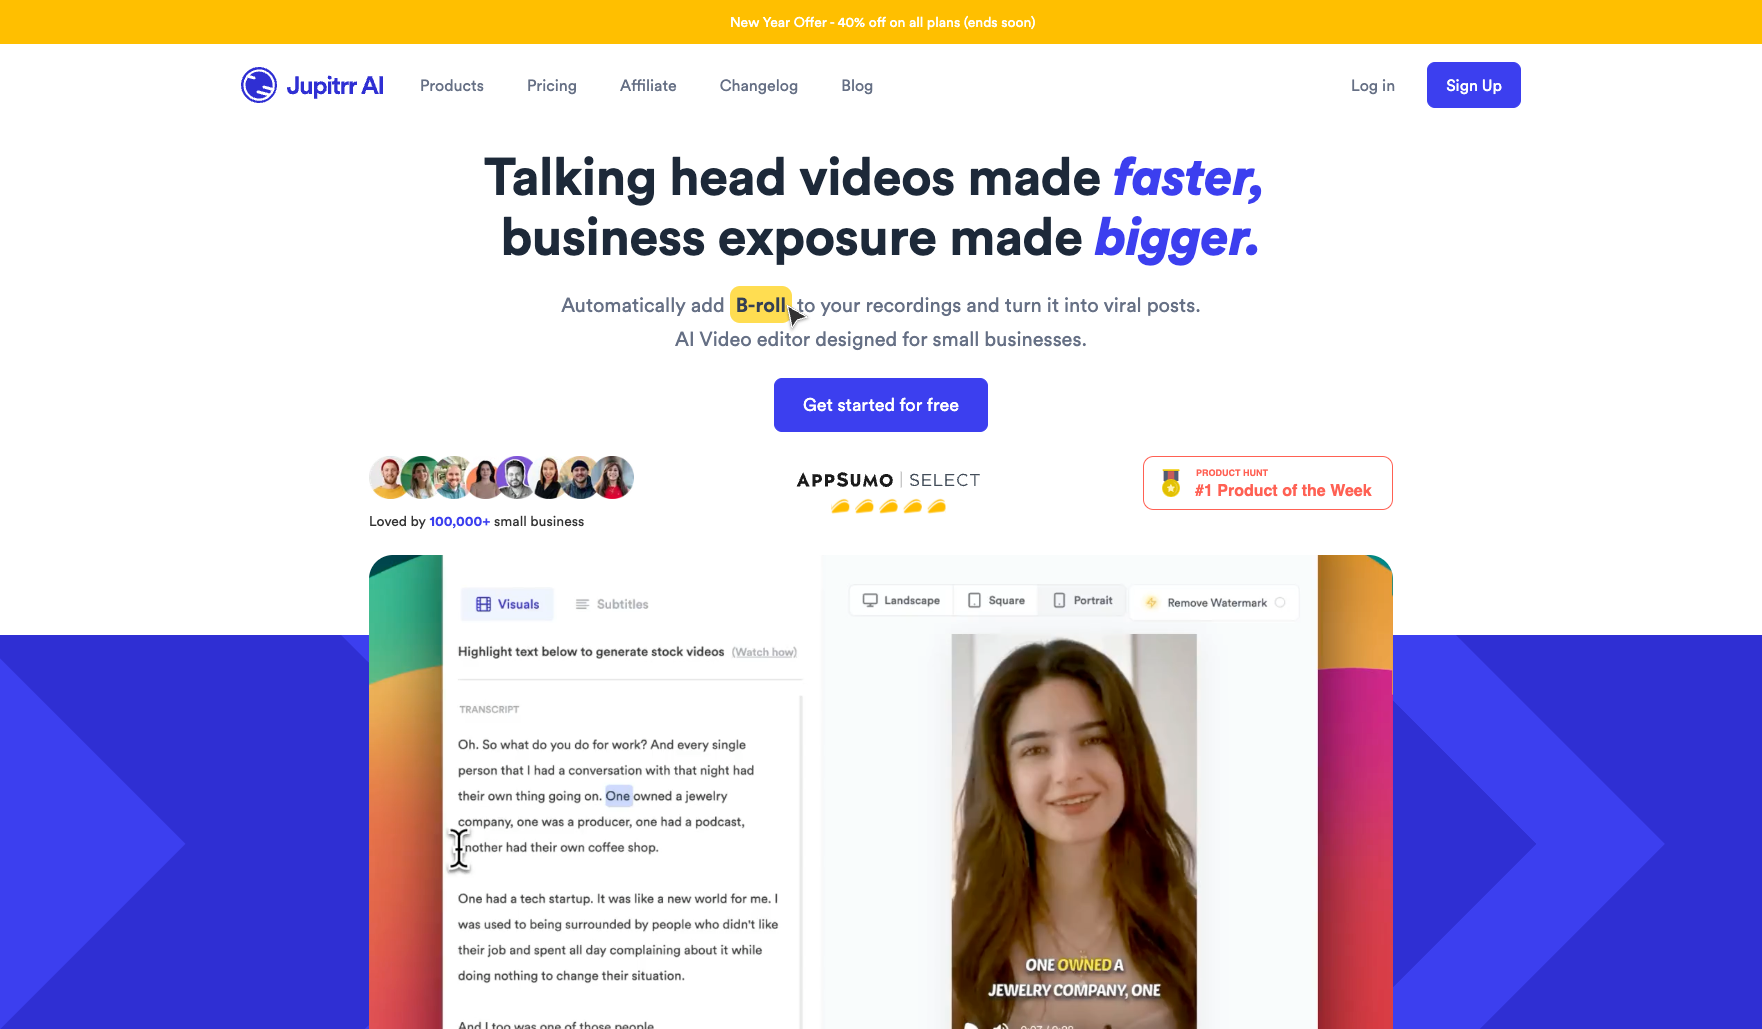 New Year Offer - 40% off on all plans (ends soon)
Jupitrr AI
Products
Pricing
Affiliate
Changelog
Blog
Log in
Sign Up
Talking head videos made faster,
business exposure made bigger.
Automatically add B-roll to your recordings and turn it into viral posts.
AI Video editor designed for small businesses.
Get started for free
Loved by 100,000+ small business
APPSUMO | SELECT
PRODUCT HUNT
#1 Product of the Week
Visuals
Subtitles
Highlight text below to generate stock videos (Watch how)
TRANSCRIPT
Oh. So what do you do for work? And every single
person that I had a conversation with that night had
their own thing going on. One owned a jewelry
company, one was a producer, one had a podcast,
another had their own coffee shop.
One had a tech startup. It was like a new world for me. I
was used to being surrounded by people who didn't like
their job and spent all day complaining about it while
doing nothing to change their situation.
And I too was one of those people
Landscape
Square
Portrait
Remove Watermark
ONE OWNED A
JEWELRY COMPANY, ONE